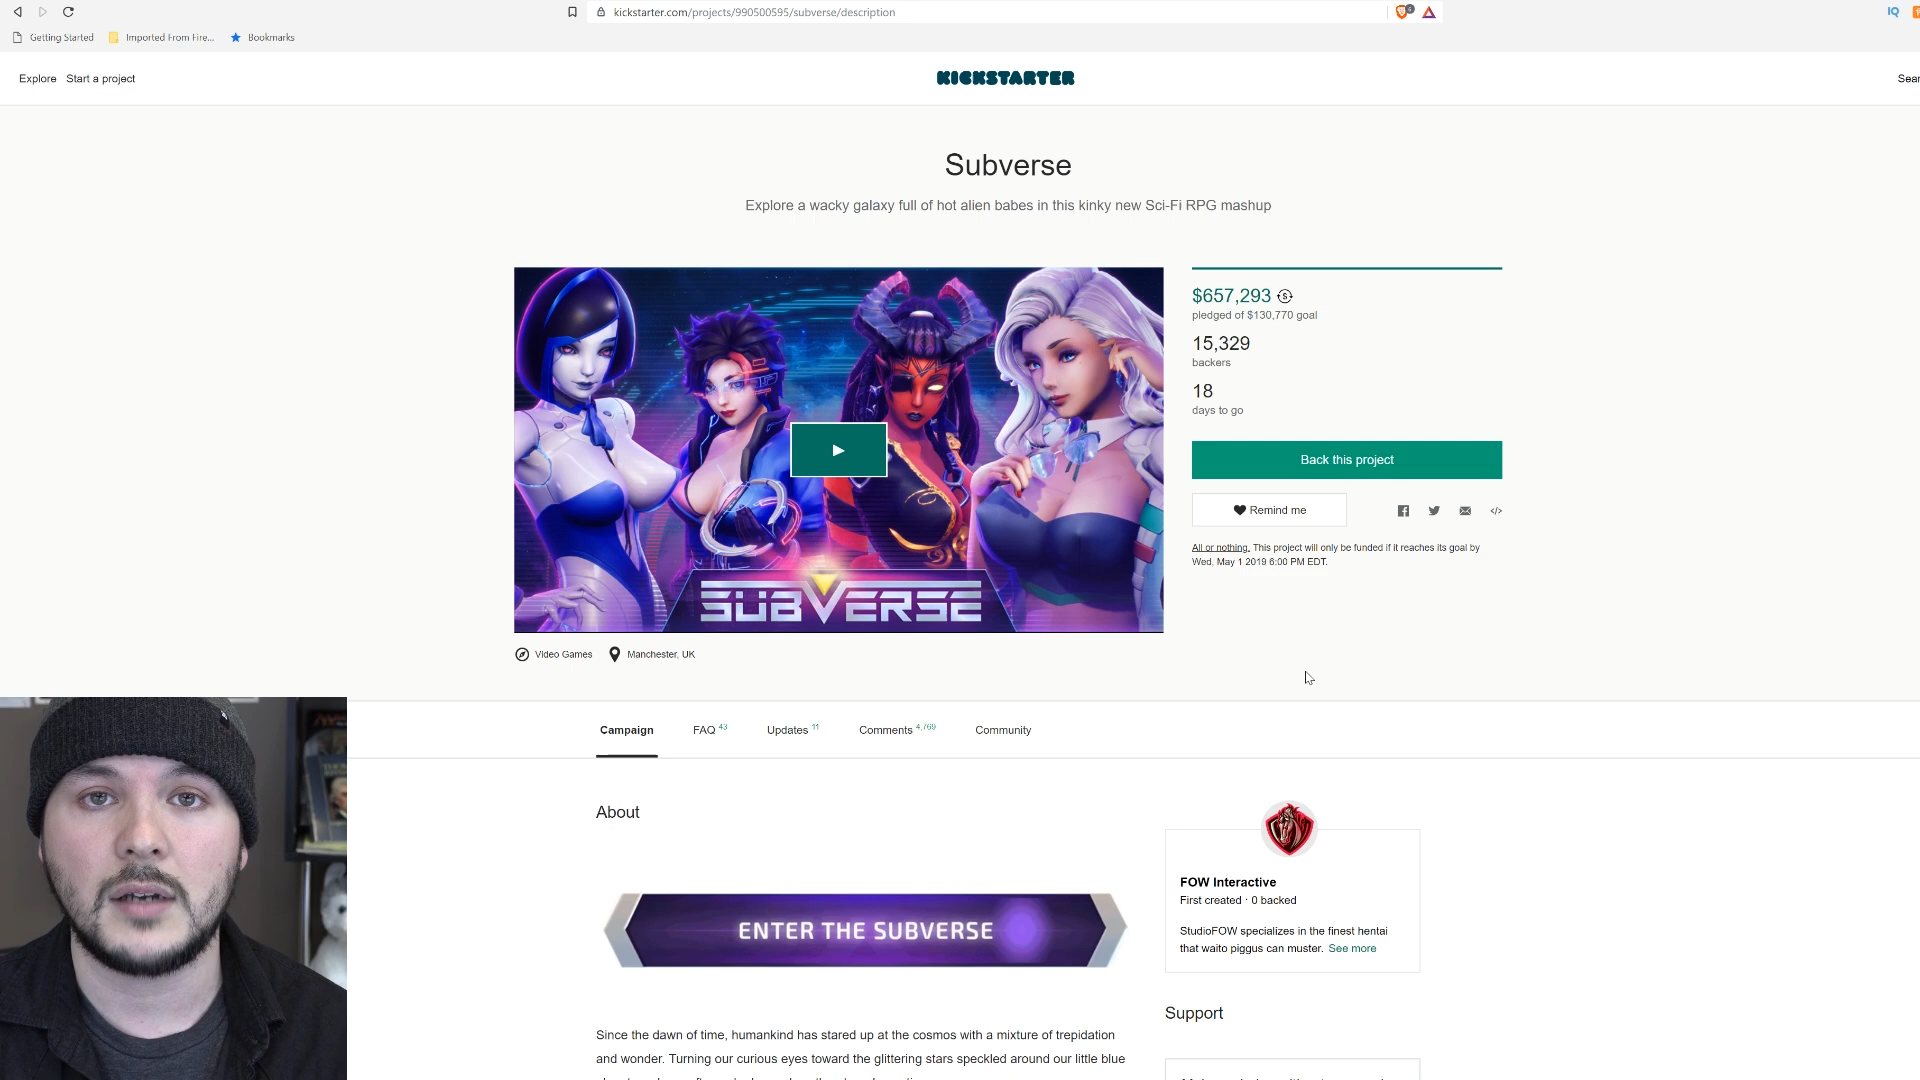 kickstarter.com/projects/990500595/subverse/description
6
IQ
Getting Started
Imported From Fire...
Bookmarks
Explore
Start a project
KICKSTARTER
Sear
Subverse
Explore a wacky galaxy full of hot alien babes in this kinky new Sci-Fi RPG mashup
SUBVERSE
$657,293
pledged of $130,770 goal
15,329
backers
18
days to go
Back this project
Remind me
All or nothing. This project will only be funded if it reaches its goal by
Wed, May 1 2019 6:00 PM EDT.
Video Games
Manchester, UK
Campaign
FAQ 43
Updates 11
Comments 4,769
Community
About
ENTER THE SUBVERSE
Since the dawn of time, humankind has stared up at the cosmos with a mixture of trepidation
and wonder. Turning our curious eyes toward the glittering stars speckled around our little blue
FOW Interactive
First created · 0 backed
StudioFOW specializes in the finest hentai
that waito piggus can muster. See more
Support